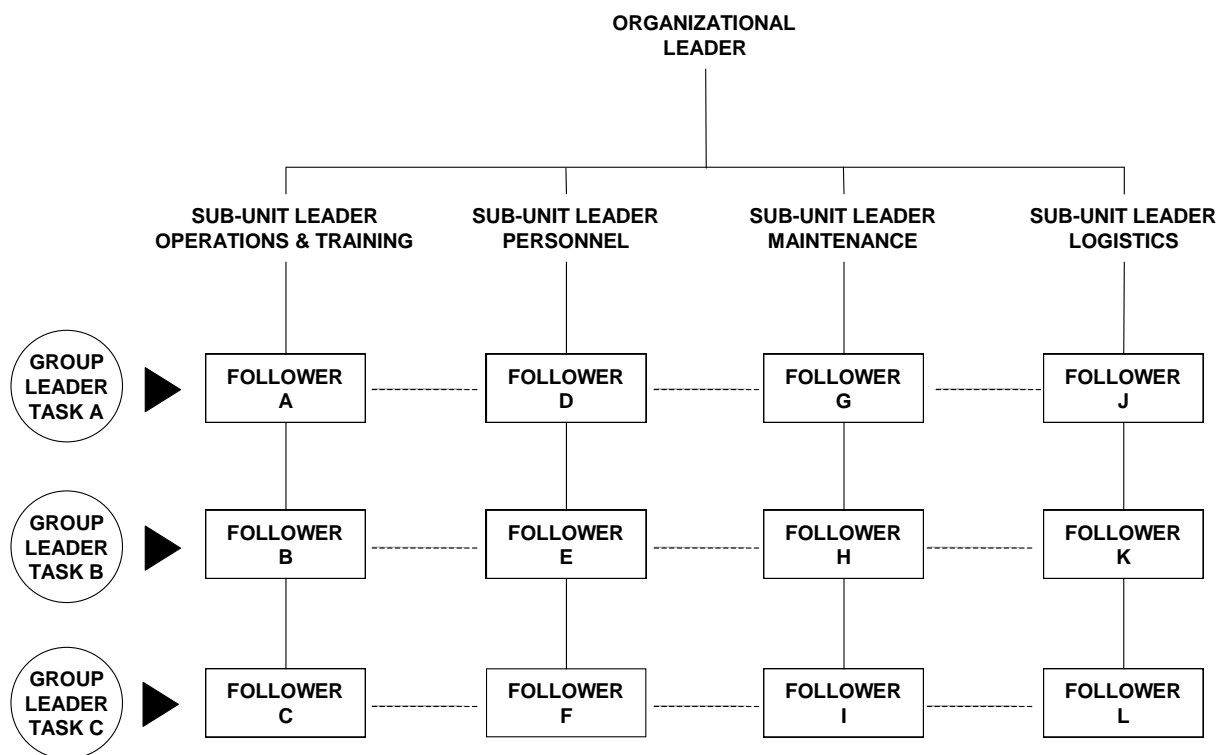 ORGANIZATIONAL
LEADER
SUB-UNIT LEADER
OPERATIONS & TRAINING
SUB-UNIT LEADER
PERSONNEL
SUB-UNIT LEADER
MAINTENANCE
SUB-UNIT LEADER
LOGISTICS
GROUP
LEADER
TASK A
FOLLOWER
A
FOLLOWER
D
FOLLOWER
G
FOLLOWER
J
GROUP
LEADER
TASK B
FOLLOWER
B
FOLLOWER
E
FOLLOWER
H
FOLLOWER
K
GROUP
LEADER
TASK C
FOLLOWER
C
FOLLOWER
F
FOLLOWER
I
FOLLOWER
L